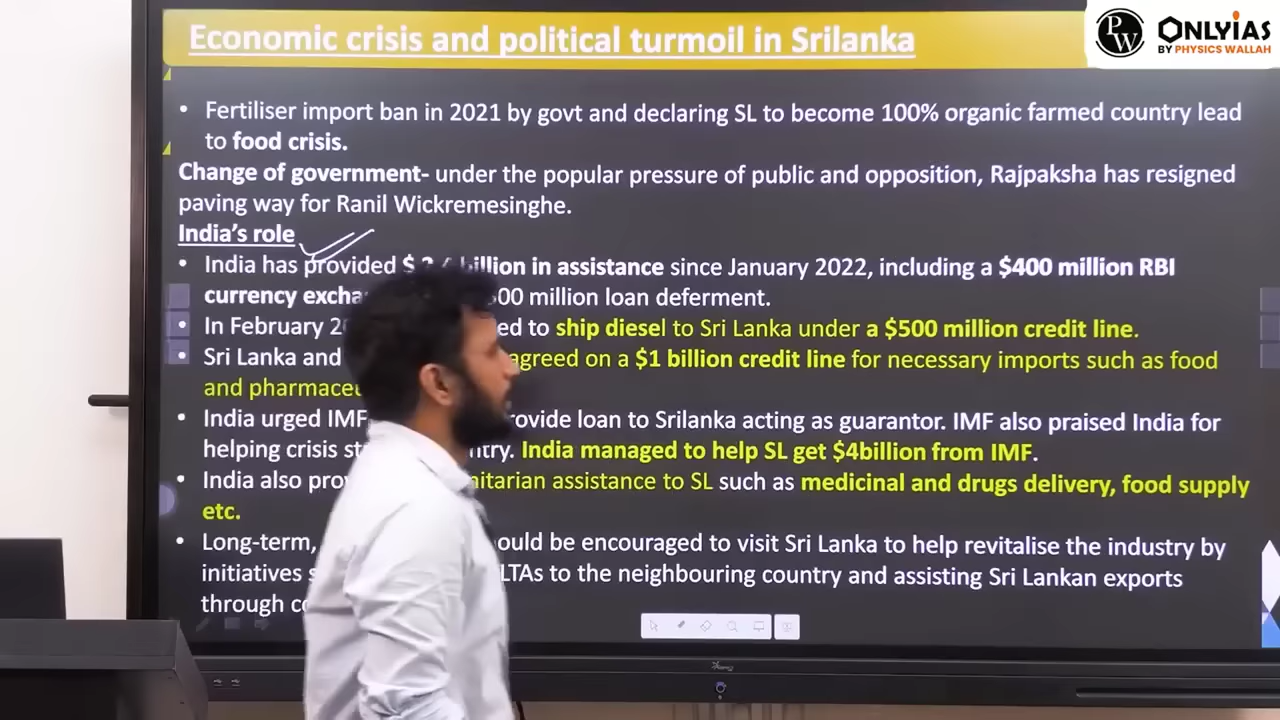 Economic crisis and political turmoil in Srilanka
PW
ONLYIAS
BY PHYSICS WALLAH
• Fertiliser import ban in 2021 by govt and declaring SL to become 100% organic farmed country lead
to food crisis.
Change of government- under the popular pressure of public and opposition, Rajpaksha has resigned
paving way for Ranil Wickremesinghe.
India's role
• India has provided $ billion in assistance since January 2022, including a $400 million RBI
currency million loan deferment.
• In February to ship diesel to Sri Lanka under a $500 million credit line.
• Sri Lanka and agreed on a $1 billion credit line for necessary imports such as food
and
• India urged IMF loan to Srilanka acting as guarantor. IMF also praised India for
helping crisis India managed to help SL get $4billion from IMF.
• India also assistance to SL such as medicinal and drugs delivery, food supply
etc.
• Long-term, be encouraged to visit Sri Lanka to help revitalise the industry by
initiatives LTAs to the neighbouring country and assisting Sri Lankan exports
through